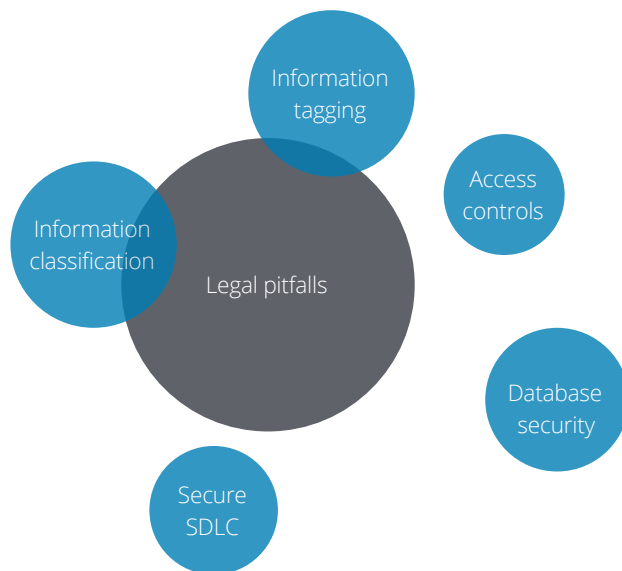 Information
tagging
Access
controls
Information
classification
Legal pitfalls
Database
security
Secure
SDLC